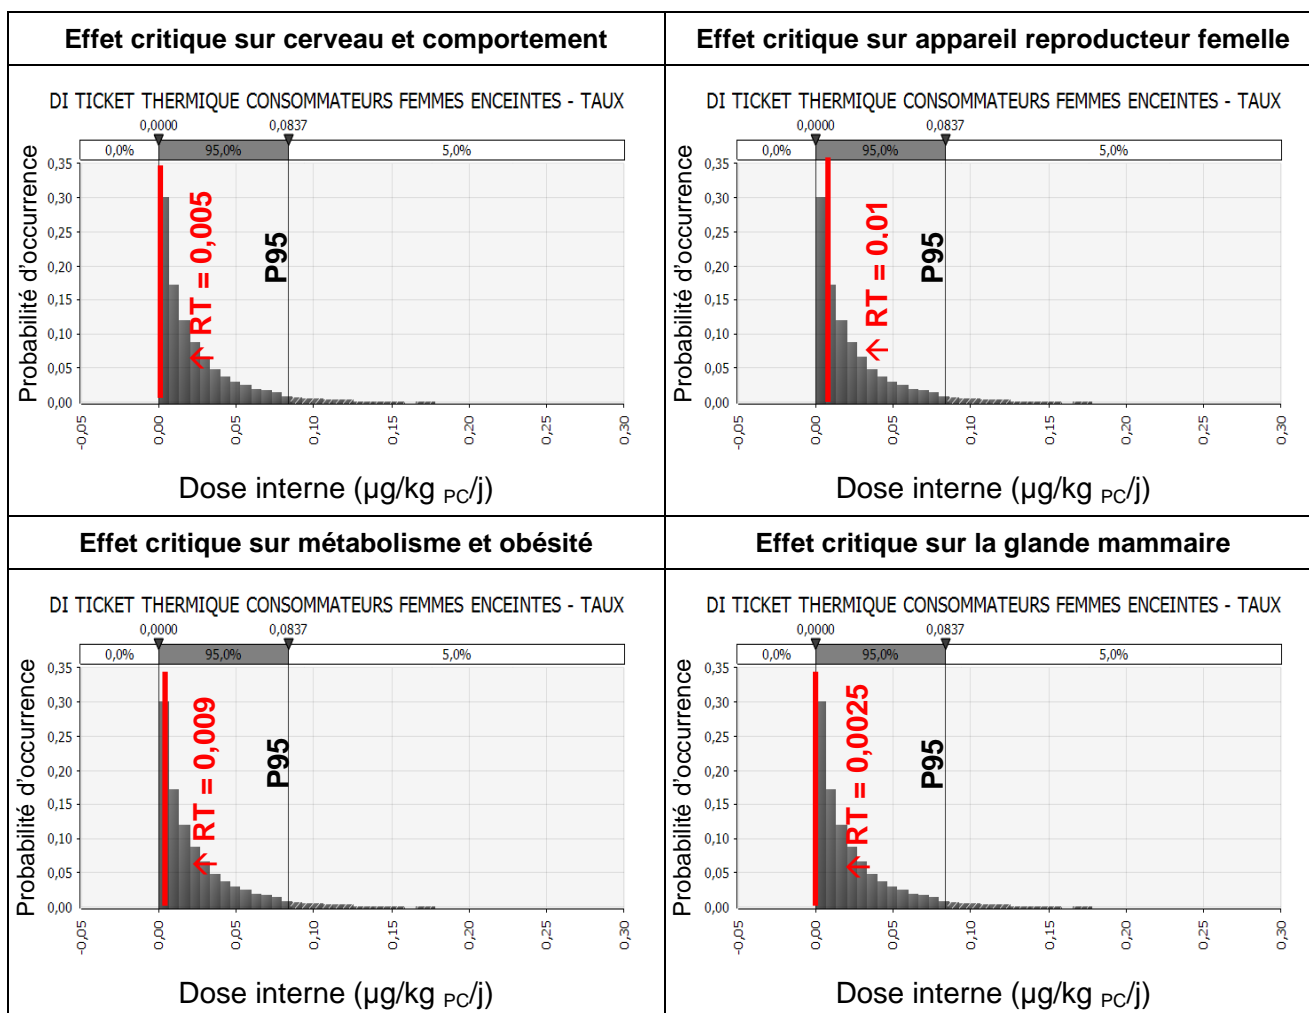 Effet critique sur cerveau et comportement
DI TICKET THERMIQUE CONSOMMATEURS FEMMES ENCEINTES - TAUX
0,0000 0,0837
0,0% 95,0% 5,0%
Probabilité d'occurrence
0,35
0,30
0,25
0,20
0,15
0,10
0,05
0,00
← RT = 0,005
P95
-0,05 0,00 0,05 0,10 0,15 0,20 0,25 0,30
Dose interne (µg/kg PC/j)
Effet critique sur appareil reproducteur femelle
DI TICKET THERMIQUE CONSOMMATEURS FEMMES ENCEINTES - TAUX
0,0000 0,0837
0,0% 95,0% 5,0%
Probabilité d'occurrence
0,35
0,30
0,25
0,20
0,15
0,10
0,05
0,00
← RT = 0.01
P95
-0,05 0,00 0,05 0,10 0,15 0,20 0,25 0,30
Dose interne (µg/kg PC/j)
Effet critique sur métabolisme et obésité
DI TICKET THERMIQUE CONSOMMATEURS FEMMES ENCEINTES - TAUX
0,0000 0,0837
0,0% 95,0% 5,0%
Probabilité d'occurrence
0,35
0,30
0,25
0,20
0,15
0,10
0,05
0,00
← RT = 0,009
P95
-0,05 0,00 0,05 0,10 0,15 0,20 0,25 0,30
Dose interne (µg/kg PC/j)
Effet critique sur la glande mammaire
DI TICKET THERMIQUE CONSOMMATEURS FEMMES ENCEINTES - TAUX
0,0000 0,0837
0,0% 95,0% 5,0%
Probabilité d'occurrence
0,35
0,30
0,25
0,20
0,15
0,10
0,05
0,00
← RT = 0,0025
P95
-0,05 0,00 0,05 0,10 0,15 0,20 0,25 0,30
Dose interne (µg/kg PC/j)